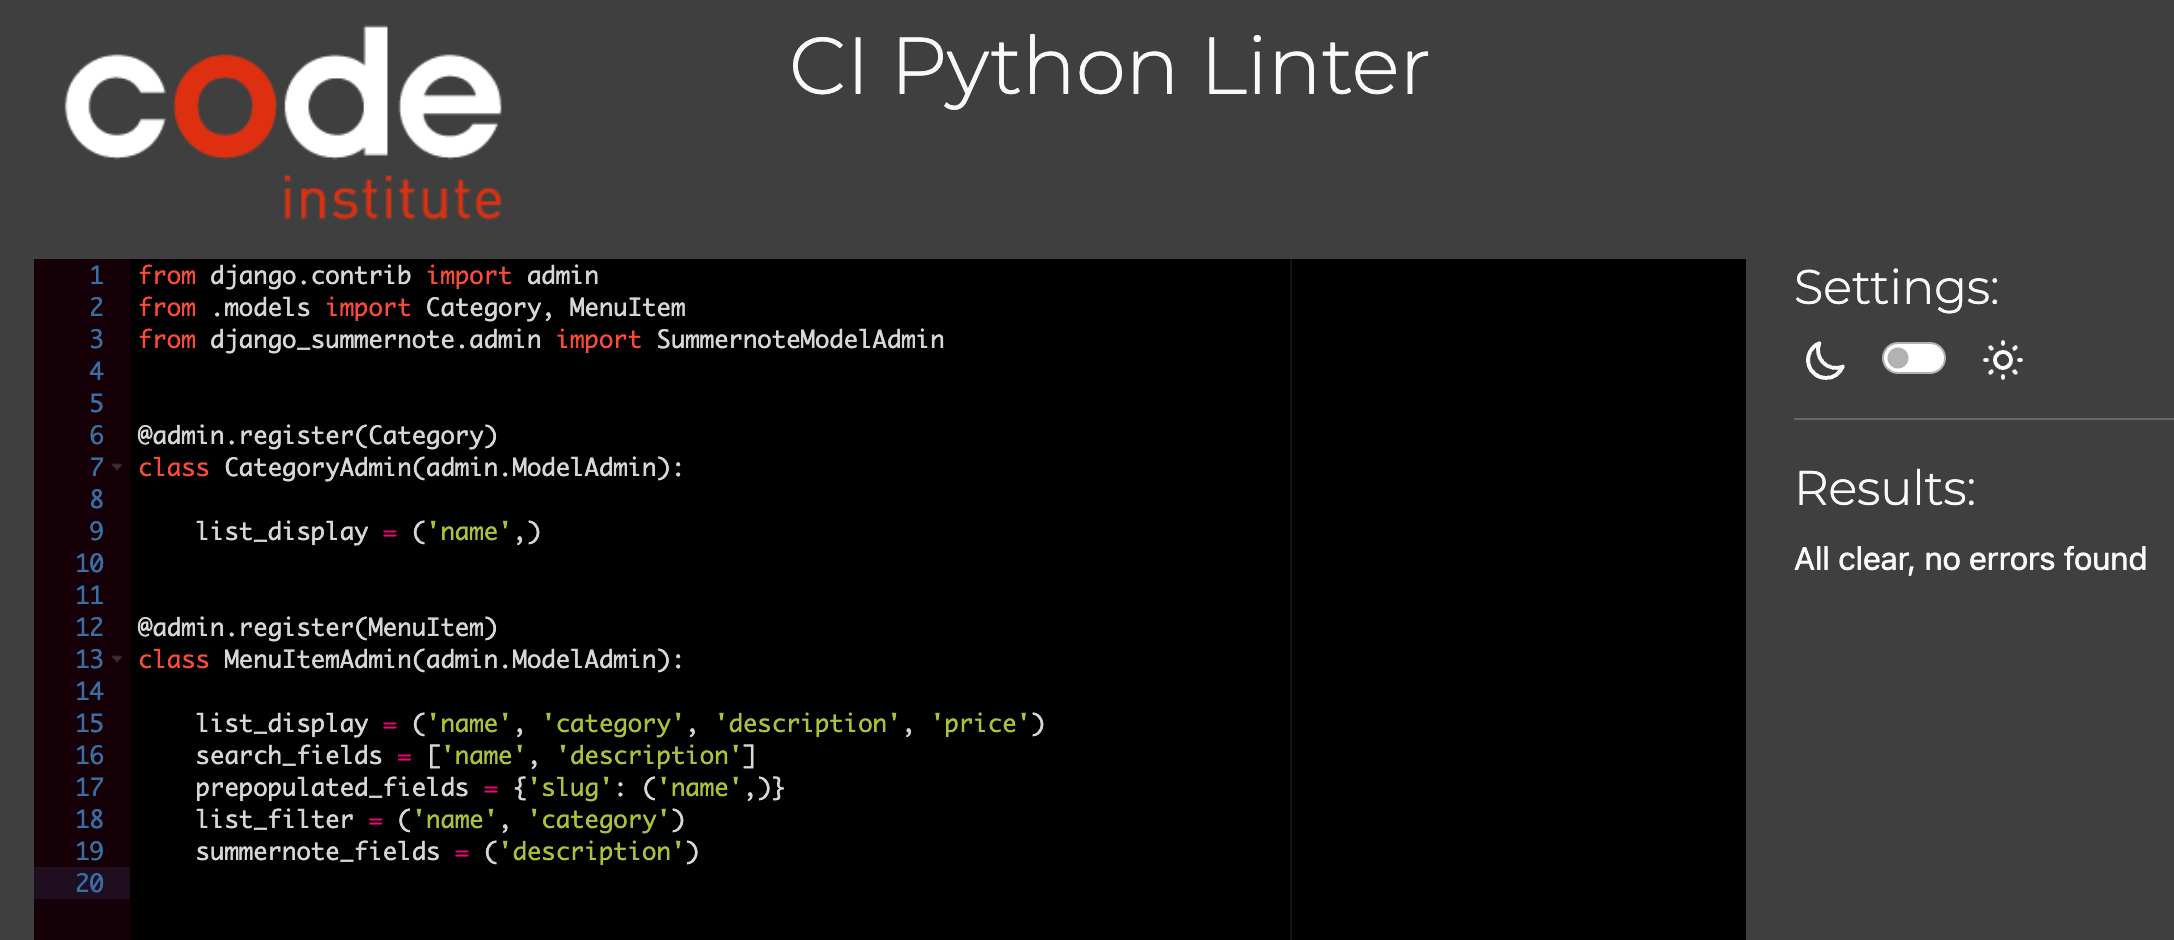 code
institute
CI Python Linter
1 from django.contrib import admin
2 from .models import Category, MenuItem
3 from django_summernote.admin import SummernoteModelAdmin
4
5
6 @admin.register(Category)
7 class CategoryAdmin(admin.ModelAdmin):
8
9     list_display = ('name',)
10
11
12 @admin.register(MenuItem)
13 class MenuItemAdmin(admin.ModelAdmin):
14
15     list_display = ('name', 'category', 'description', 'price')
16     search_fields = ['name', 'description']
17     prepopulated_fields = {'slug': ('name',)}
18     list_filter = ('name', 'category')
19     summernote_fields = ('description')
20
Settings:
Results:
All clear, no errors found